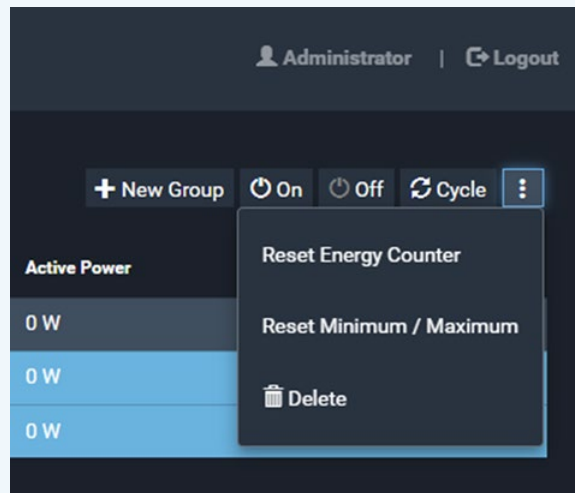 Administrator | Logout
New Group On Off Cycle
Active Power
Reset Energy Counter
0 W
Reset Minimum / Maximum
0 W
Delete
0 W